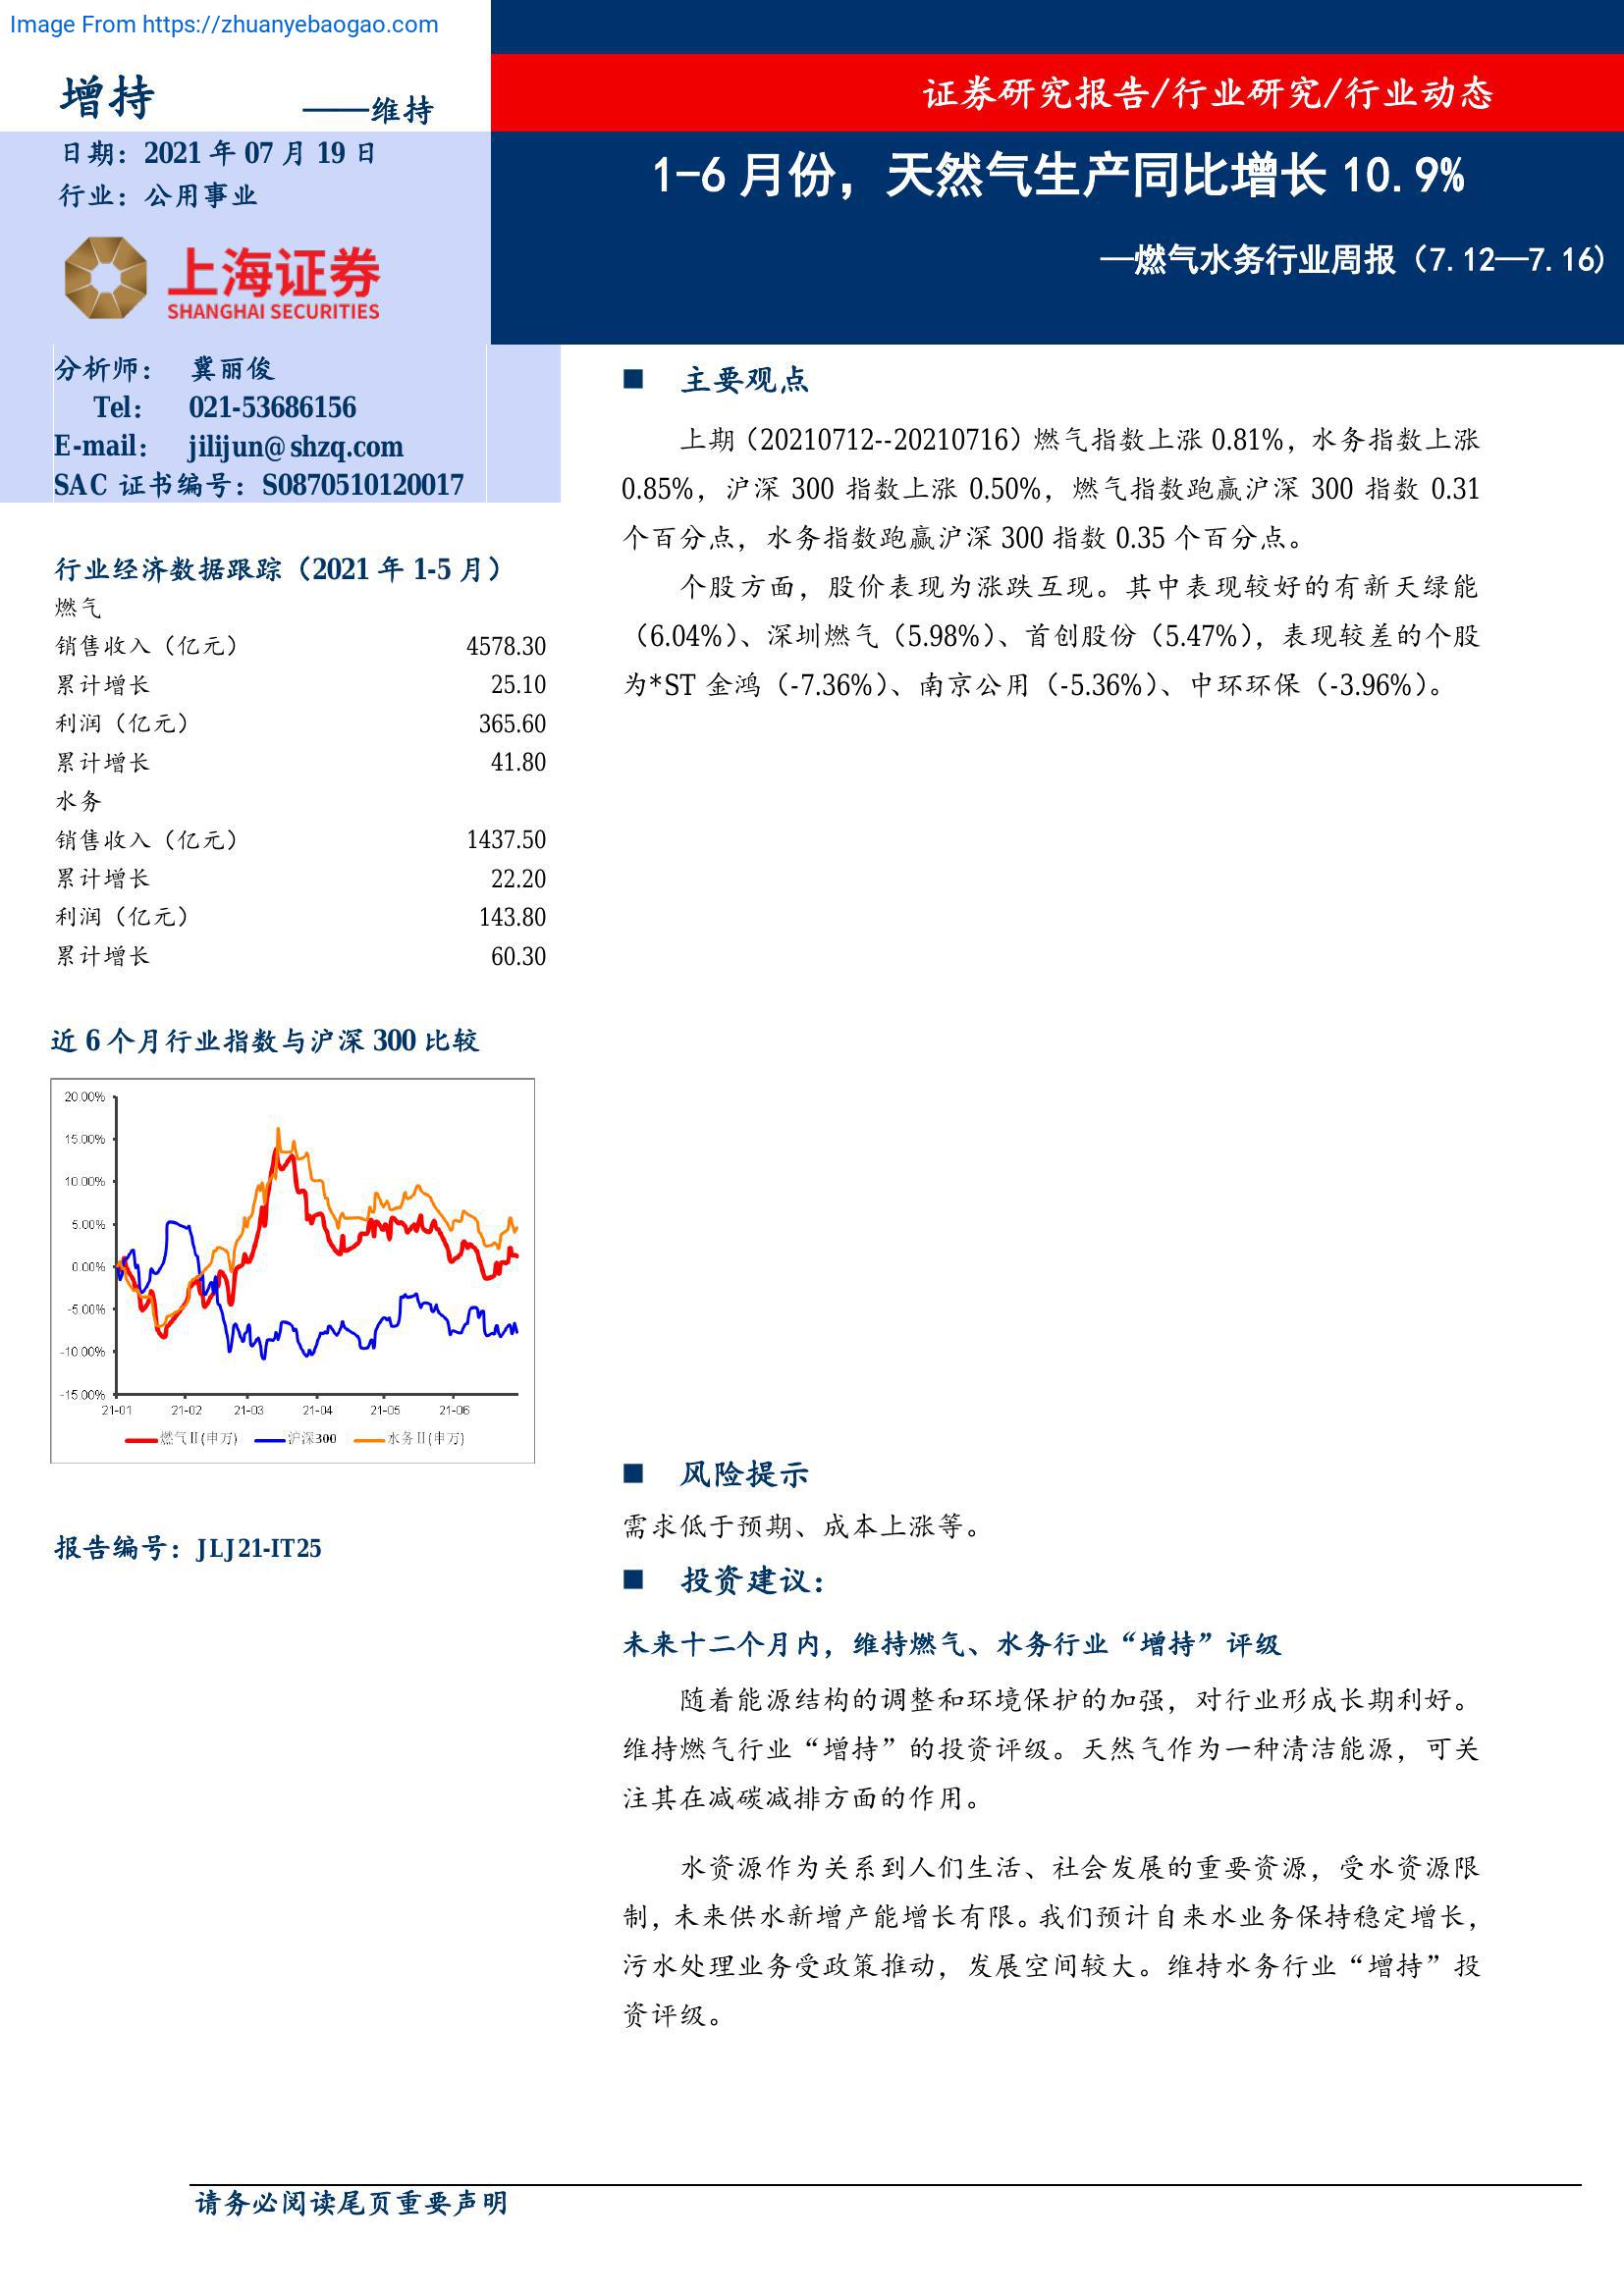 Image From https://zhuanyebaogao.com
增持 ——维持
日期：2021 年 07 月 19 日
行业：公用事业
上海证券
SHANGHAI SECURITIES
证券研究报告/行业研究/行业动态
1-6 月份，天然气生产同比增长 10.9%
—燃气水务行业周报（7.12—7.16)
分析师： 冀丽俊
Tel： 021-53686156
E-mail： jilijun@shzq.com
SAC 证书编号：S0870510120017
行业经济数据跟踪（2021 年 1-5 月）
燃气
销售收入（亿元） 4578.30
累计增长 25.10
利润（亿元） 365.60
累计增长 41.80
水务
销售收入（亿元） 1437.50
累计增长 22.20
利润（亿元） 143.80
累计增长 60.30
近 6 个月行业指数与沪深 300 比较
20.00%
15.00%
10.00%
5.00%
0.00%
-5.00%
-10.00%
-15.00%
21-01 21-02 21-03 21-04 21-05 21-06
燃气Ⅱ(申万) 沪深300 水务Ⅱ(申万)
报告编号：JLJ21-IT25
■ 主要观点
上期（20210712--20210716）燃气指数上涨 0.81%，水务指数上涨
0.85%，沪深 300 指数上涨 0.50%，燃气指数跑赢沪深 300 指数 0.31
个百分点，水务指数跑赢沪深 300 指数 0.35 个百分点。
个股方面，股价表现为涨跌互现。其中表现较好的有新天绿能
（6.04%）、深圳燃气（5.98%）、首创股份（5.47%），表现较差的个股
为*ST 金鸿（-7.36%）、南京公用（-5.36%）、中环环保（-3.96%）。
■ 风险提示
需求低于预期、成本上涨等。
■ 投资建议：
未来十二个月内，维持燃气、水务行业“增持”评级
随着能源结构的调整和环境保护的加强，对行业形成长期利好。
维持燃气行业“增持”的投资评级。天然气作为一种清洁能源，可关
注其在减碳减排方面的作用。
水资源作为关系到人们生活、社会发展的重要资源，受水资源限
制，未来供水新增产能增长有限。我们预计自来水业务保持稳定增长，
污水处理业务受政策推动，发展空间较大。维持水务行业“增持”投
资评级。
请务必阅读尾页重要声明